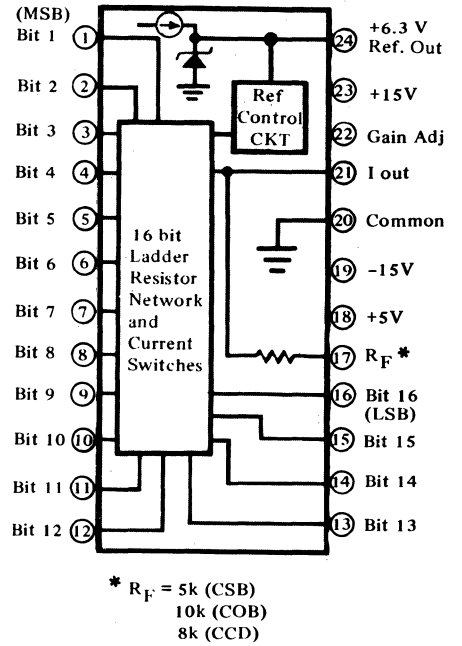 (MSB)
Bit 1 1
Bit 2 2
Bit 3 3
Bit 4 4
Bit 5 5
Bit 6 6
Bit 7 7
Bit 8 8
Bit 9 9
Bit 10 10
Bit 11 11
Bit 12 12
Ref
Control
CKT
16 bit
Ladder
Resistor
Network
and
Current
Switches
24 +6.3 V
Ref. Out
23 +15V
22 Gain Adj
21 I out
20 Common
19 -15V
18 +5V
17 RF *
16 Bit 16
(LSB)
15 Bit 15
14 Bit 14
13 Bit 13
* RF = 5k (CSB)
10k (COB)
8k (CCD)